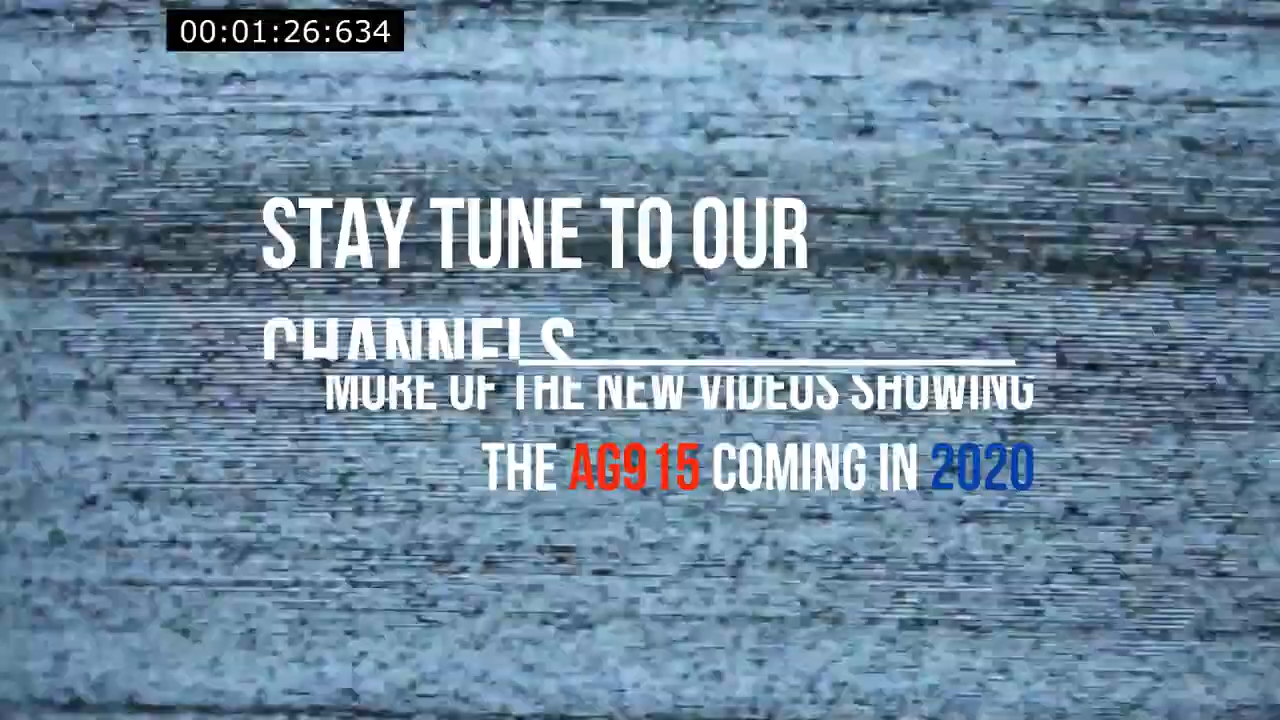 00:01:26:634
STAY TUNE TO OUR
CHANNELS
MORE OF THE NEW VIDEOS SHOWING
THE AG915 COMING IN 2020